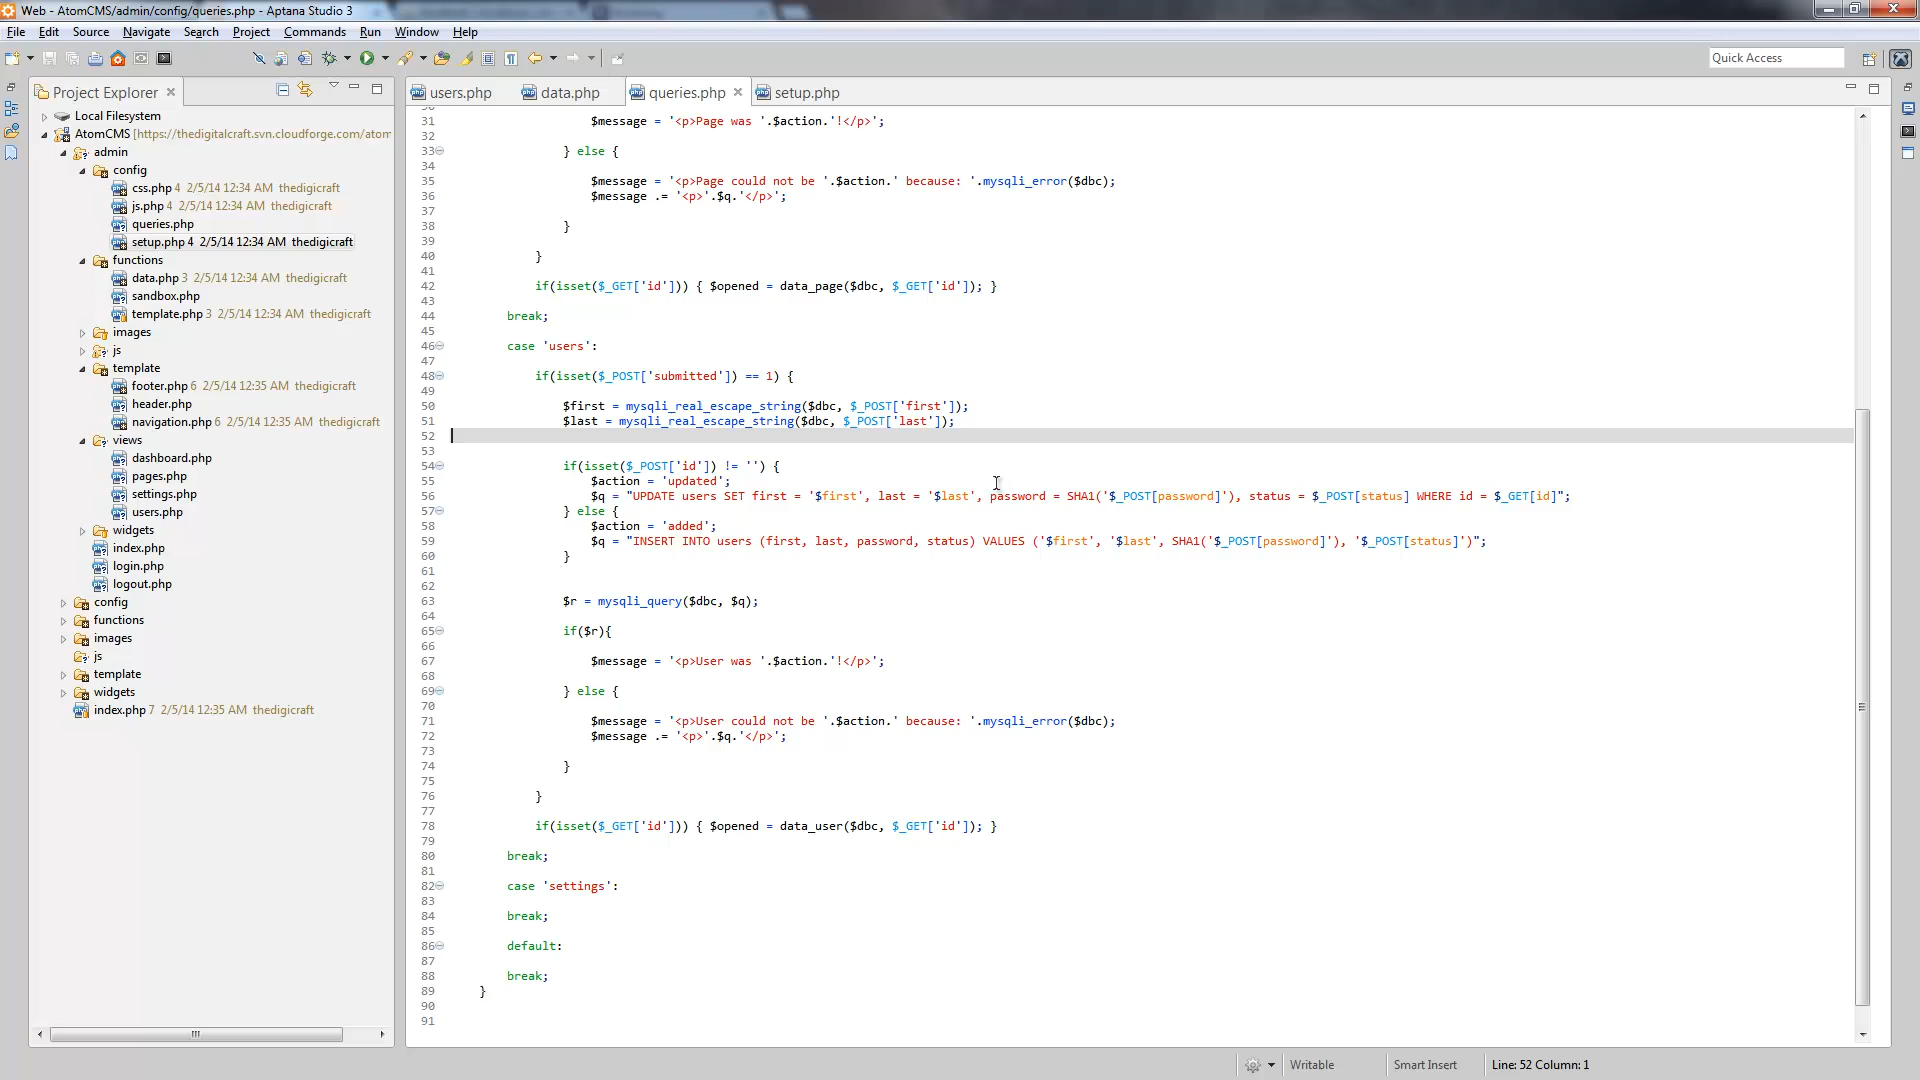 Web - AtomCMS/admin/config/queries.php - Aptana Studio 3
File Edit Source Navigate Search Project Commands Run Window Help
Quick Access
Project Explorer
users.php data.php queries.php setup.php
Local Filesystem
AtomCMS [https://thedigitalcraft.svn.cloudforge.com/atom
admin
config
css.php 4 2/5/14 12:34 AM thedigicraft
js.php 4 2/5/14 12:34 AM thedigicraft
queries.php
setup.php 4 2/5/14 12:34 AM thedigicraft
functions
data.php 3 2/5/14 12:34 AM thedigicraft
sandbox.php
template.php 3 2/5/14 12:34 AM thedigicraft
images
js
template
footer.php 6 2/5/14 12:35 AM thedigicraft
header.php
navigation.php 6 2/5/14 12:35 AM thedigicraft
views
dashboard.php
pages.php
settings.php
users.php
widgets
index.php
login.php
logout.php
config
functions
images
js
template
widgets
index.php 7 2/5/14 12:35 AM thedigicraft
31 $message = '<p>Page was '.$action.'!</p>';
32
33 } else {
34
35 $message = '<p>Page could not be '.$action.' because: '.mysqli_error($dbc);
36 $message .= '<p>'.$q.'</p>';
37
38 }
39
40 }
41
42 if(isset($_GET['id'])) { $opened = data_page($dbc, $_GET['id']); }
43
44 break;
45
46 case 'users':
47
48 if(isset($_POST['submitted']) == 1) {
49
50 $first = mysqli_real_escape_string($dbc, $_POST['first']);
51 $last = mysqli_real_escape_string($dbc, $_POST['last']);
52
53
54 if(isset($_POST['id']) != '') {
55 $action = 'updated';
56 $q = "UPDATE users SET first = '$first', last = '$last', password = SHA1('$_POST[password]'), status = $_POST[status] WHERE id = $_GET[id]";
57 } else {
58 $action = 'added';
59 $q = "INSERT INTO users (first, last, password, status) VALUES ('$first', '$last', SHA1('$_POST[password]'), '$_POST[status]')";
60 }
61
62
63 $r = mysqli_query($dbc, $q);
64
65 if($r){
66
67 $message = '<p>User was '.$action.'!</p>';
68
69 } else {
70
71 $message = '<p>User could not be '.$action.' because: '.mysqli_error($dbc);
72 $message .= '<p>'.$q.'</p>';
73
74 }
75
76 }
77
78 if(isset($_GET['id'])) { $opened = data_user($dbc, $_GET['id']); }
79
80 break;
81
82 case 'settings':
83
84 break;
85
86 default:
87
88 break;
89 }
90
91
Writable Smart Insert Line: 52 Column: 1